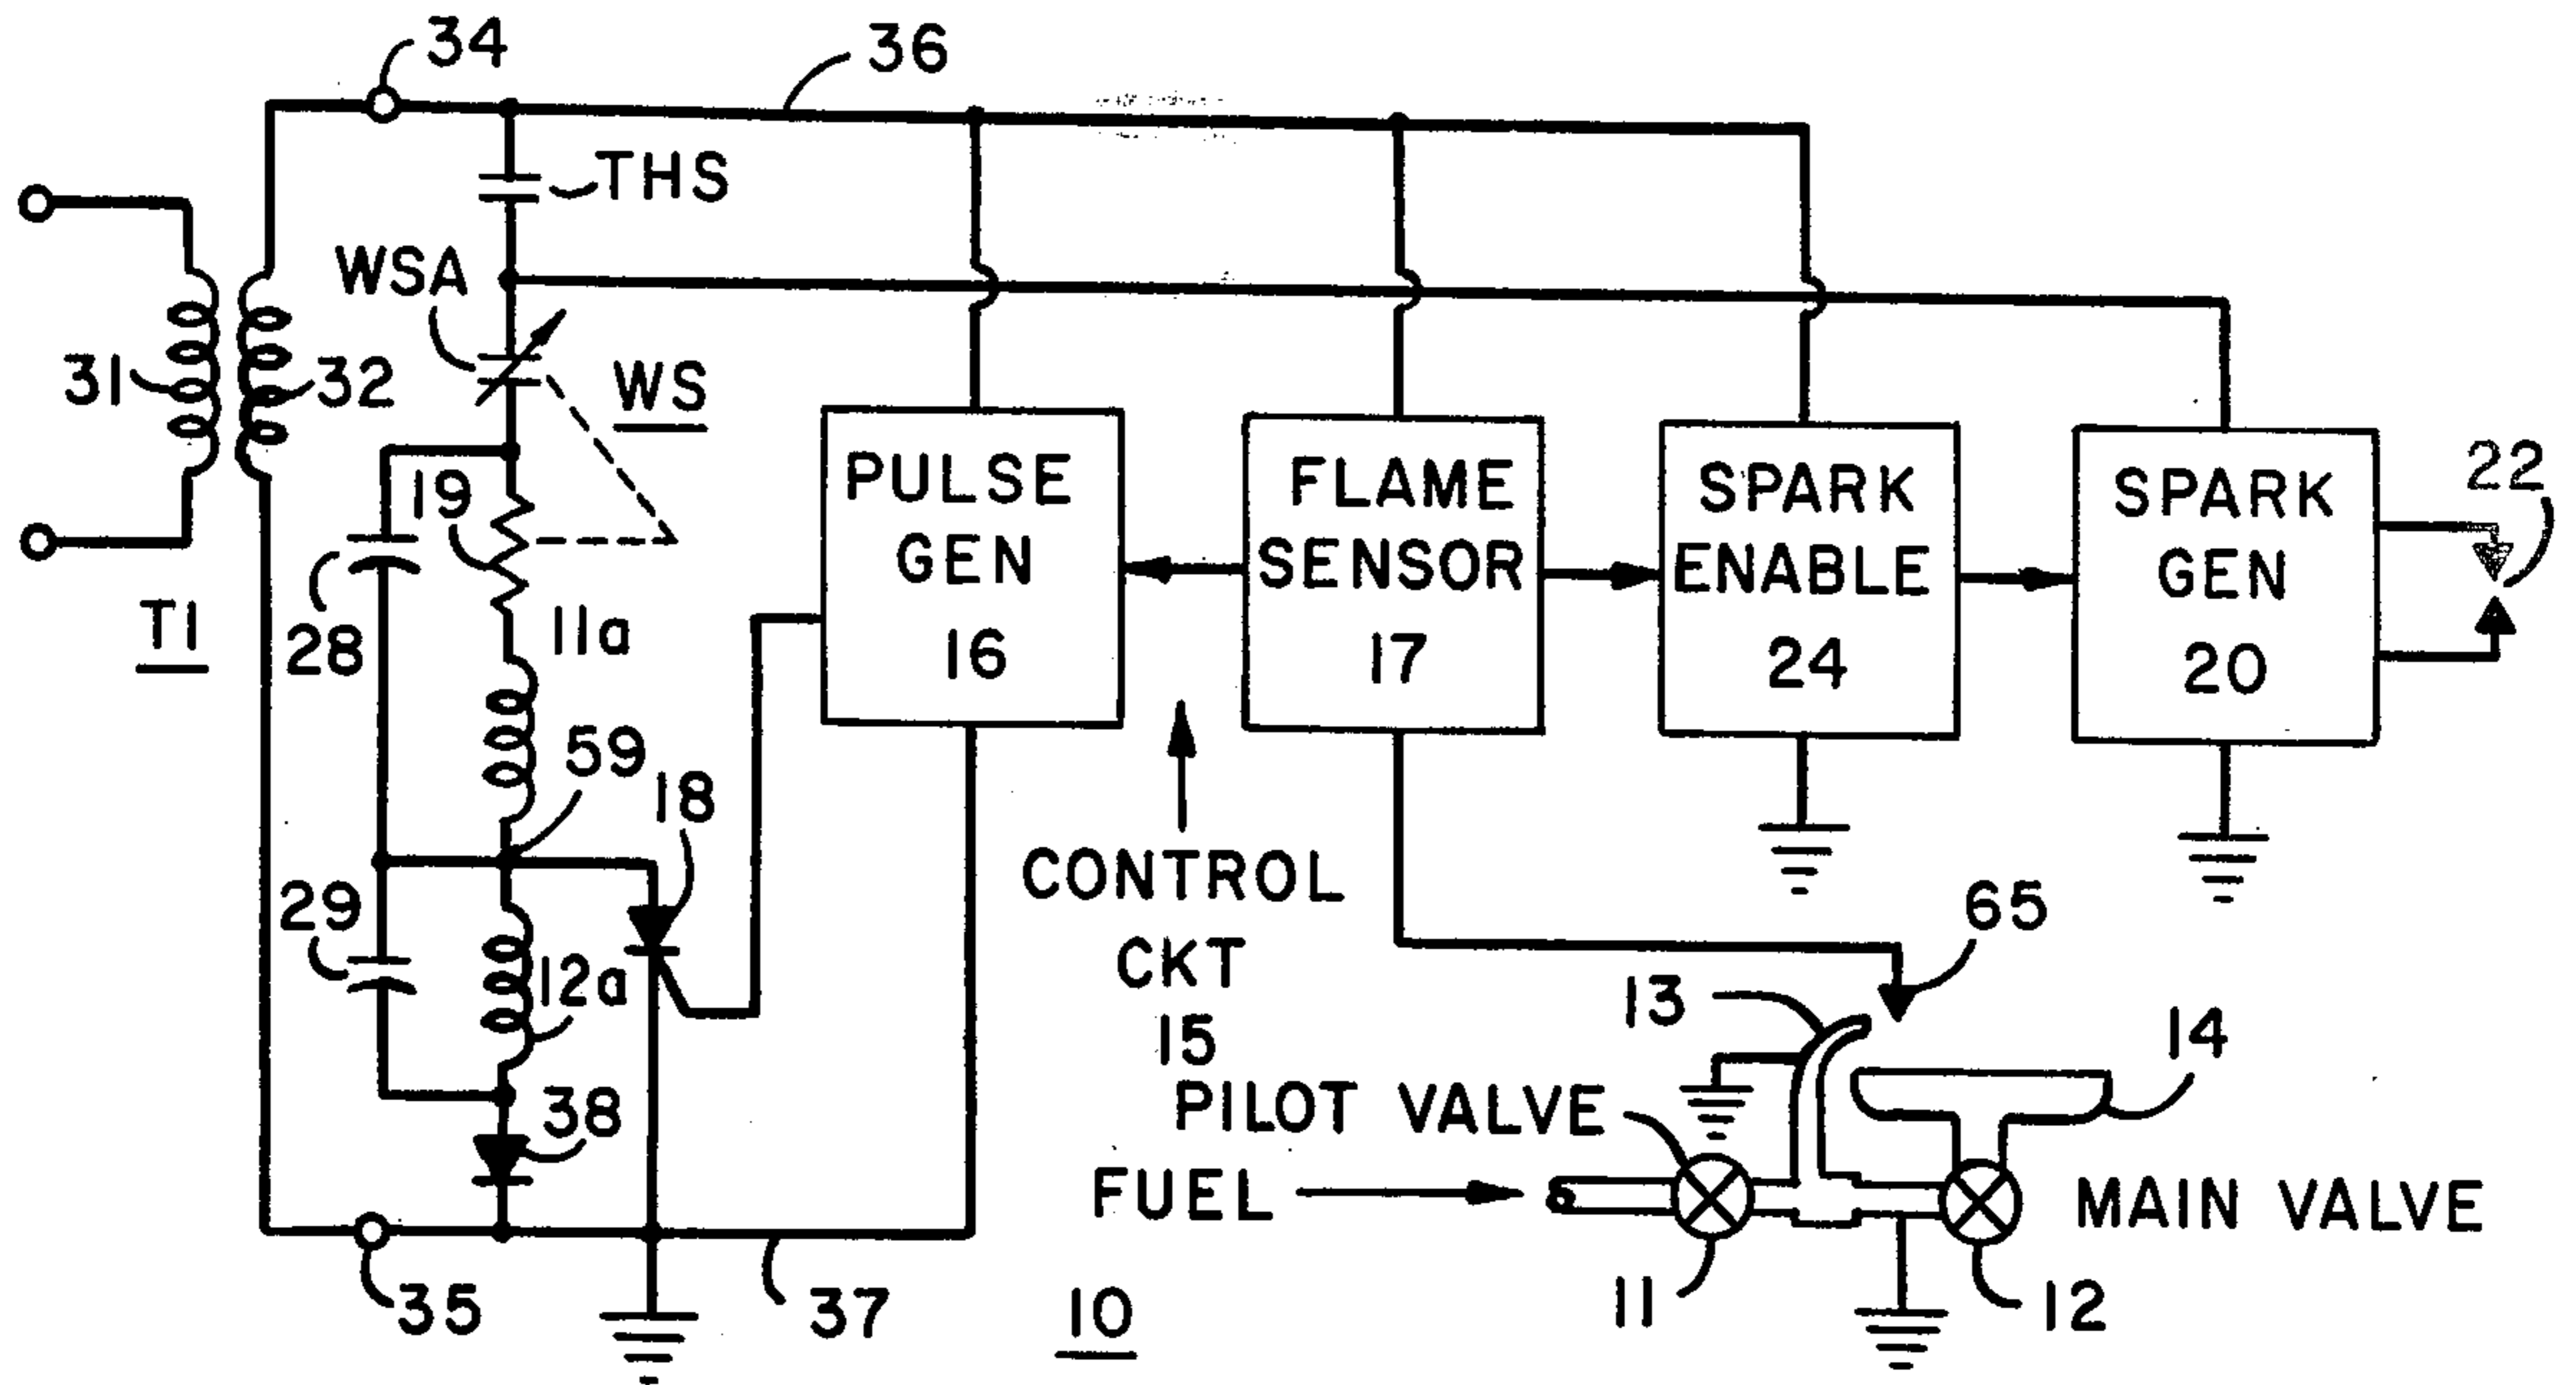 34
36
THS
WSA
31
32
WS
19
PULSE
GEN
16
FLAME
SENSOR
17
SPARK
ENABLE
24
SPARK
GEN
20
22
T1
28
11a
59
18
CONTROL
CKT
15
29
12a
65
13
14
38
PILOT VALVE
FUEL
MAIN VALVE
35
37
10
11
12